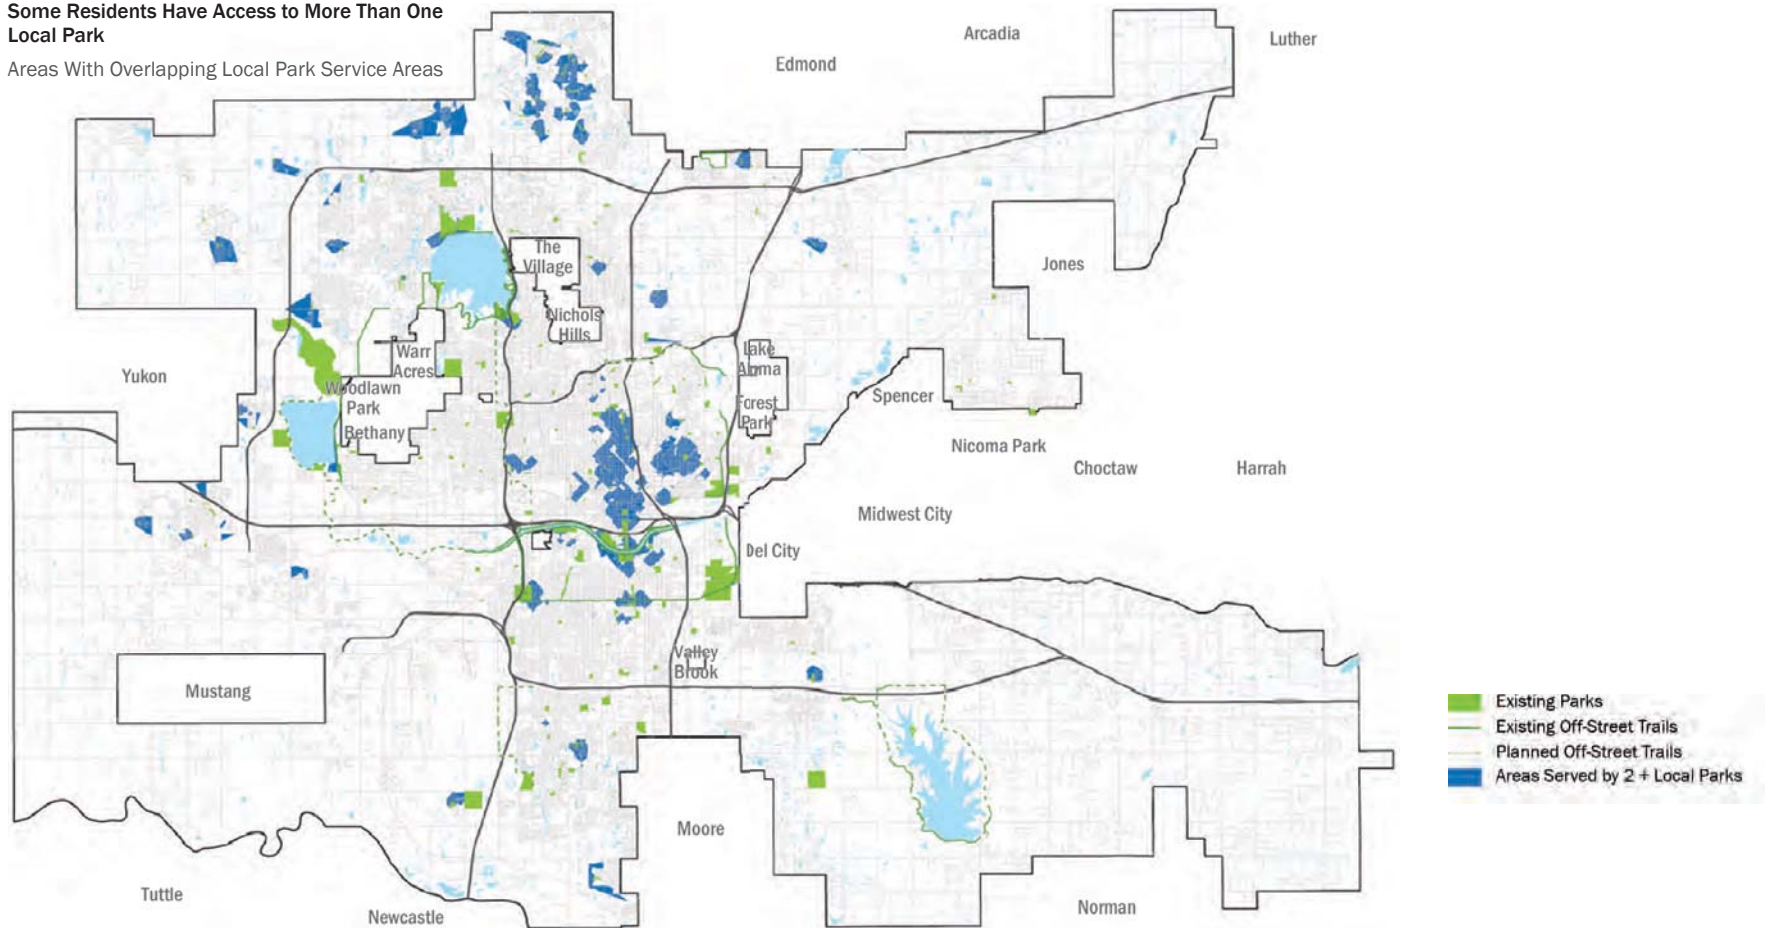 Some Residents Have Access to More Than One
Local Park
Areas With Overlapping Local Park Service Areas
Arcadia
Luther
Edmond
The
Village
Jones
Nichols
Hills
Warr
Acres
Lake
Aluma
Yukon
Woodlawn
Park
Spencer
Forest
Park
Bethany
Nicoma Park
Choctaw
Harrah
Midwest City
Del City
Valley
Brook
Mustang
Existing Parks
Existing Off-Street Trails
Planned Off-Street Trails
Areas Served by 2 + Local Parks
Moore
Tuttle
Newcastle
Norman